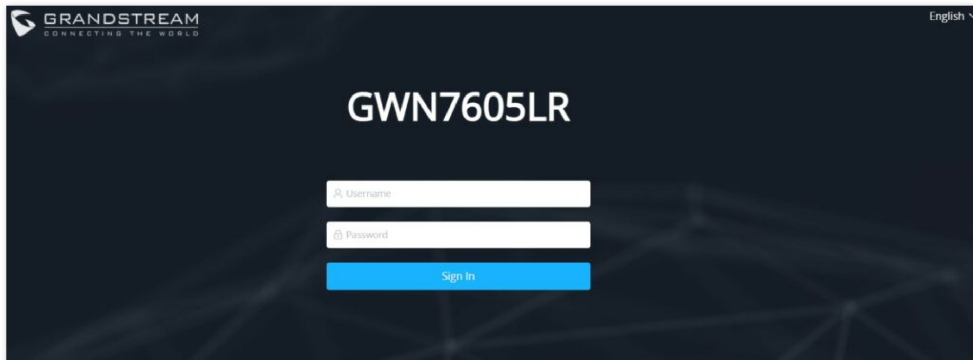 GRANDSTREAM
CONNECTING THE WORLD
English
GWN7605LR
Username
Password
Sign In